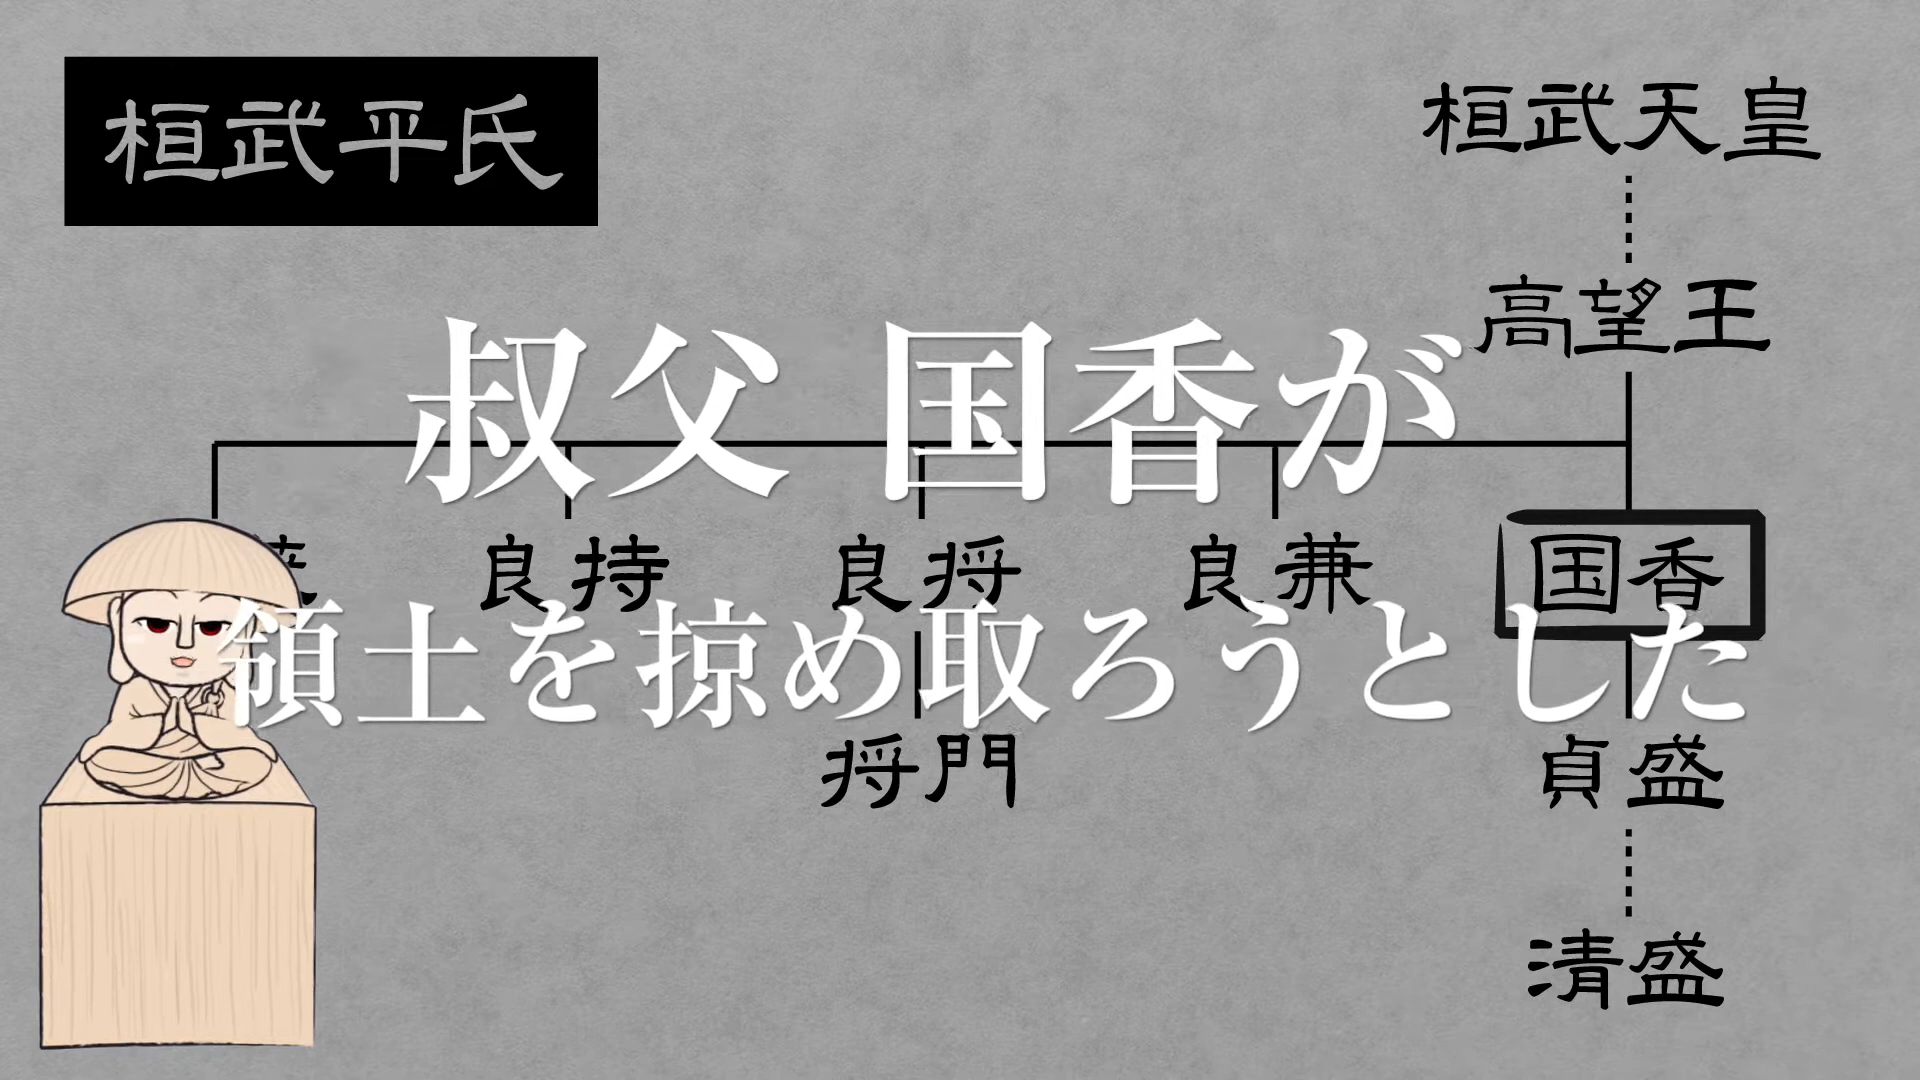 桓武平氏
桓武天皇
高望王
叔父 国香が
国香
良兼
良将
良持
領土を掠め取ろうとした
将門
貞盛
清盛